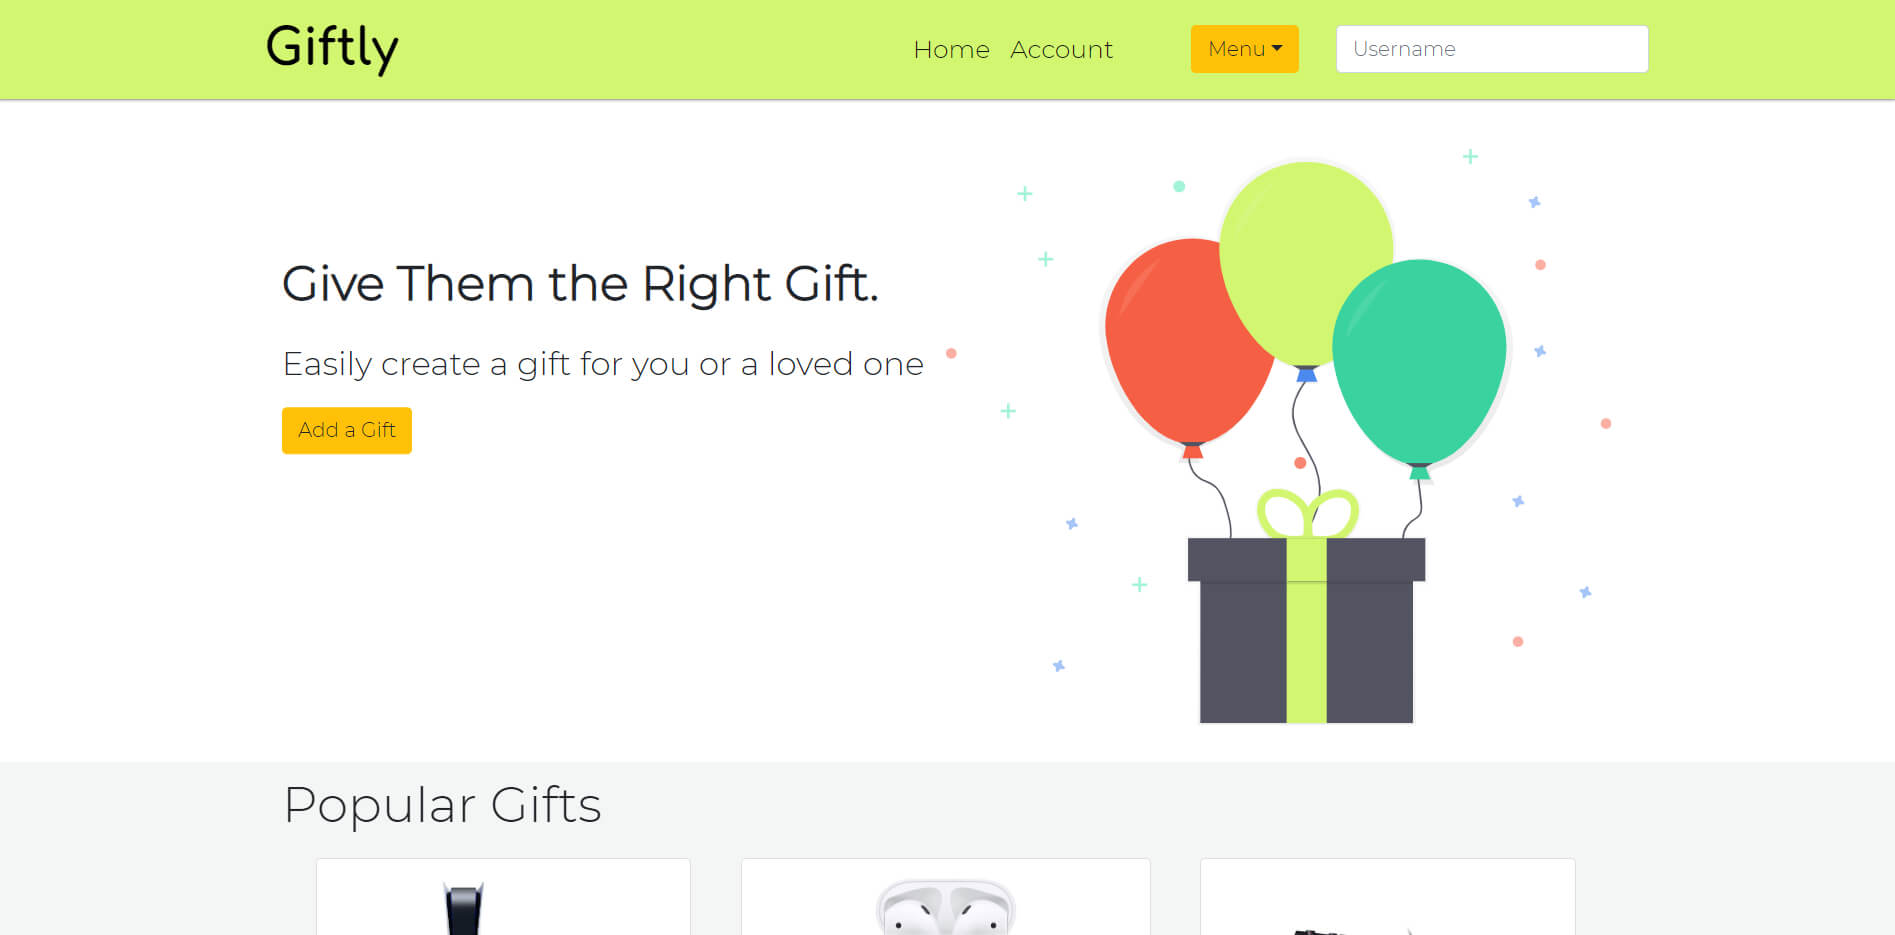 Giftly
Home Account Menu Username
Give Them the Right Gift.
Easily create a gift for you or a loved one
Add a Gift
Popular Gifts